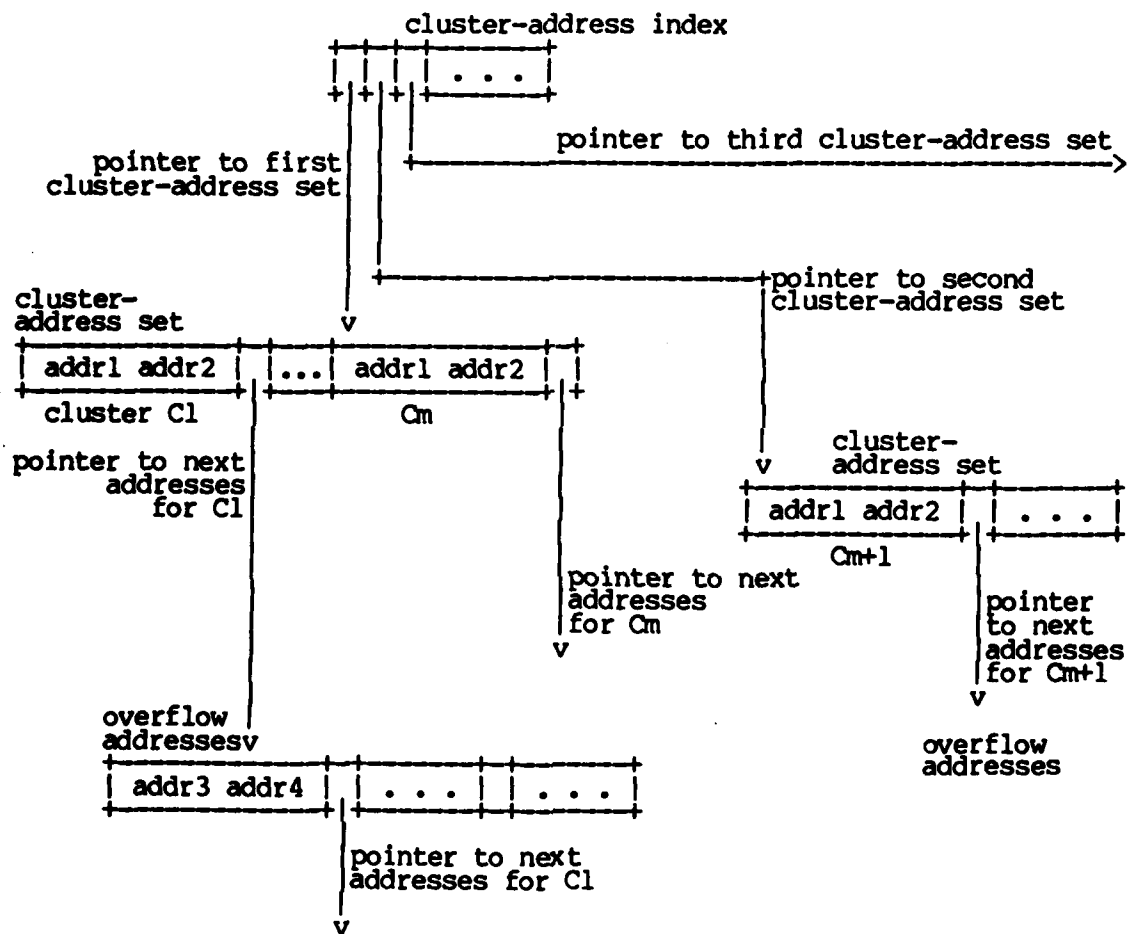 cluster-address index
. . .
pointer to third cluster-address set
pointer to first
cluster-address set
pointer to second
cluster-address set
cluster-
address set
addr1 addr2
...
addr1 addr2
cluster C1
Cm
pointer to next
addresses
for C1
cluster-
address set
addr1 addr2
. . .
Cm+1
pointer to next
addresses
for Cm
pointer
to next
addresses
for Cm+1
overflow
addresses
overflow
addresses
addr3 addr4
. . .
. . .
pointer to next
addresses for C1